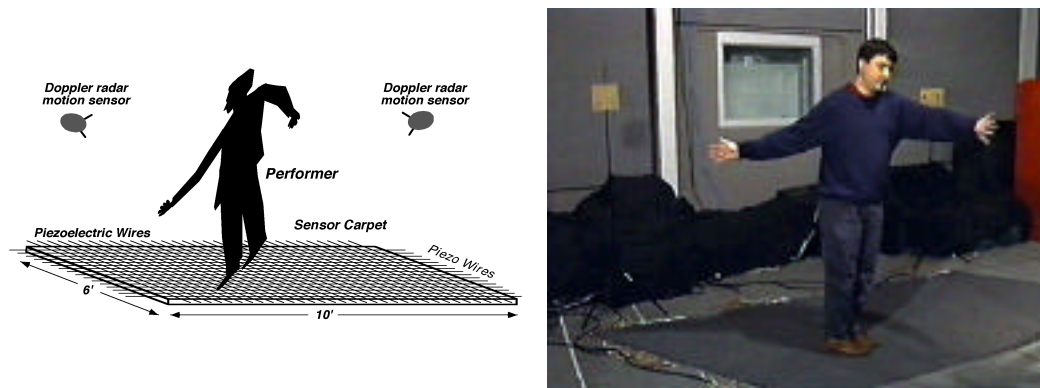 Doppler radar
motion sensor
Doppler radar
motion sensor
Performer
Sensor Carpet
Piezoelectric Wires
Piezo Wires
6'
10'